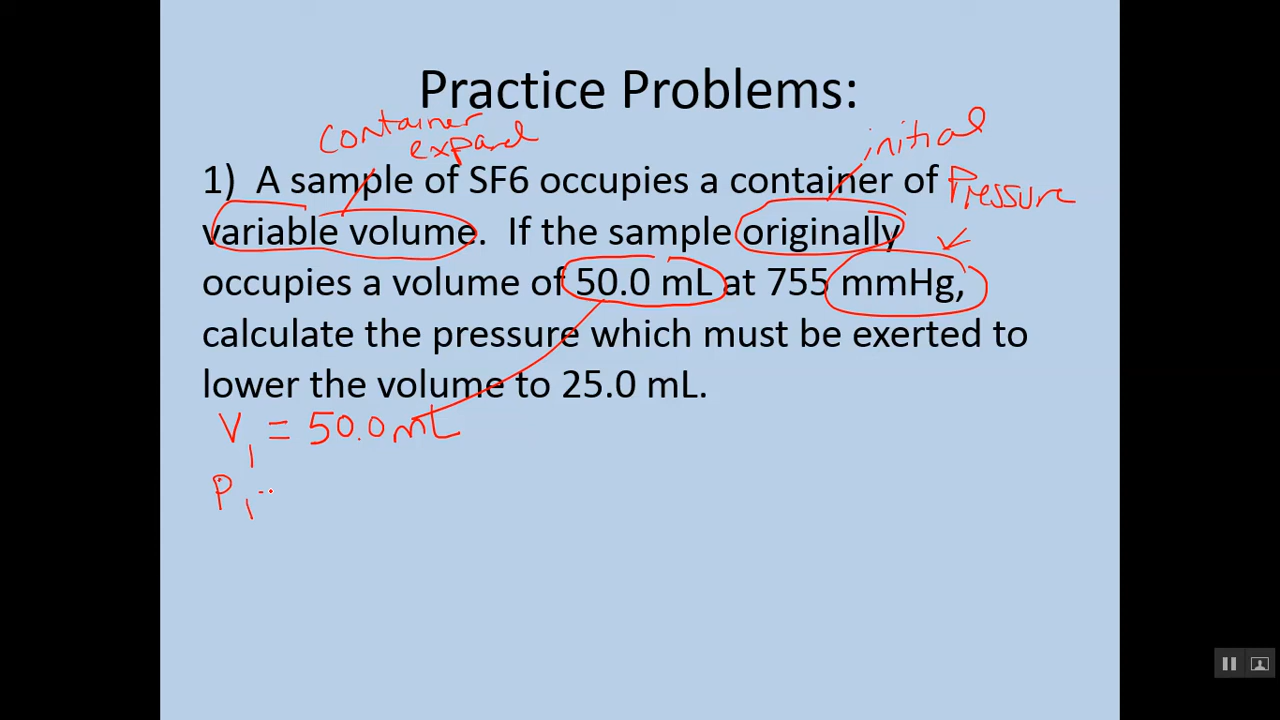 Practice Problems:
container
expand
initial
1) A sample of SF6 occupies a container of
Pressure
variable volume. If the sample originally
occupies a volume of 50.0 mL at 755 mmHg,
calculate the pressure which must be exerted to
lower the volume to 25.0 mL.
V₁ = 50.0 mL
P₁